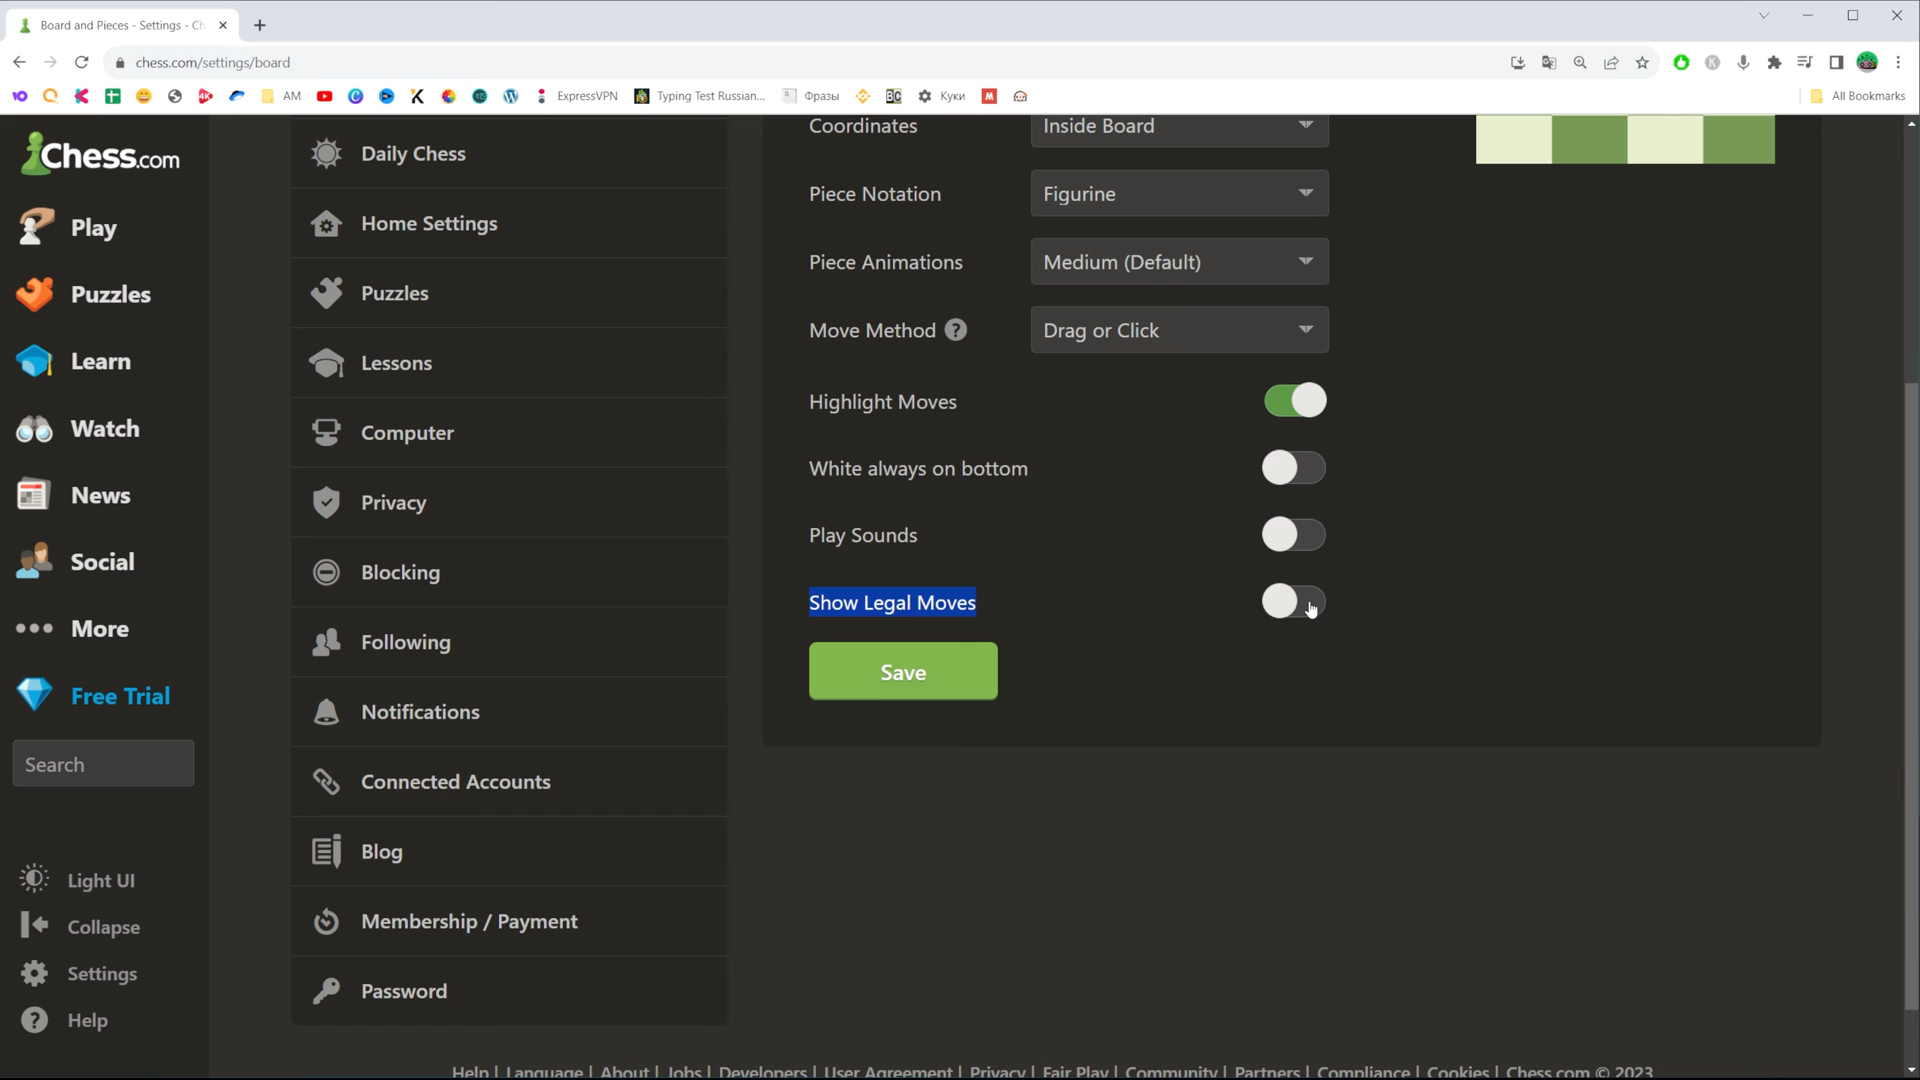 Board and Pieces - Settings - Ch
chess.com/settings/board
AM
ExpressVPN
Typing Test Russian...
Фразы
Куки
All Bookmarks
Chess.com
Play
Puzzles
Learn
Watch
News
Social
More
Free Trial
Search
Light UI
Collapse
Settings
Help
Daily Chess
Home Settings
Puzzles
Lessons
Computer
Privacy
Blocking
Following
Notifications
Connected Accounts
Blog
Membership / Payment
Password
Coordinates
Inside Board
Piece Notation
Figurine
Piece Animations
Medium (Default)
Move Method ?
Drag or Click
Highlight Moves
White always on bottom
Play Sounds
Show Legal Moves
Save
Help | Language | About | Jobs | Developers | User Agreement | Privacy | Fair Play | Community | Partners | Compliance | Cookies | Chess.com © 2023